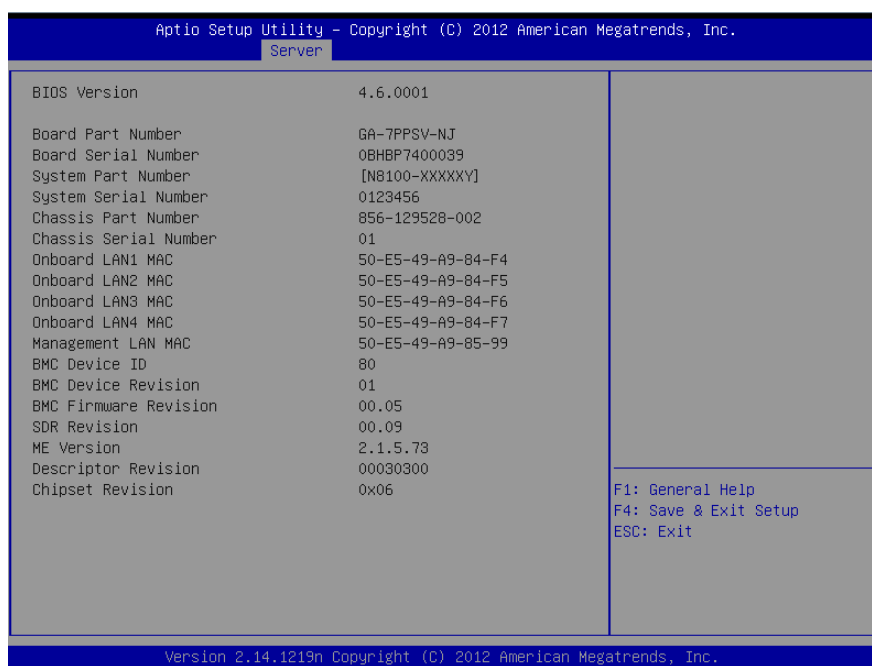 Aptio Setup Utility – Copyright (C) 2012 American Megatrends, Inc.
Server
BIOS Version 4.6.0001
Board Part Number GA-7PPSV-NJ
Board Serial Number 0BHBP7400039
System Part Number [N8100-XXXXXY]
System Serial Number 0123456
Chassis Part Number 856-129528-002
Chassis Serial Number 01
Onboard LAN1 MAC 50-E5-49-A9-84-F4
Onboard LAN2 MAC 50-E5-49-A9-84-F5
Onboard LAN3 MAC 50-E5-49-A9-84-F6
Onboard LAN4 MAC 50-E5-49-A9-84-F7
Management LAN MAC 50-E5-49-A9-85-99
BMC Device ID 80
BMC Device Revision 01
BMC Firmware Revision 00.05
SDR Revision 00.09
ME Version 2.1.5.73
Descriptor Revision 00030300
Chipset Revision 0x06
F1: General Help
F4: Save & Exit Setup
ESC: Exit
Version 2.14.1219n Copyright (C) 2012 American Megatrends, Inc.